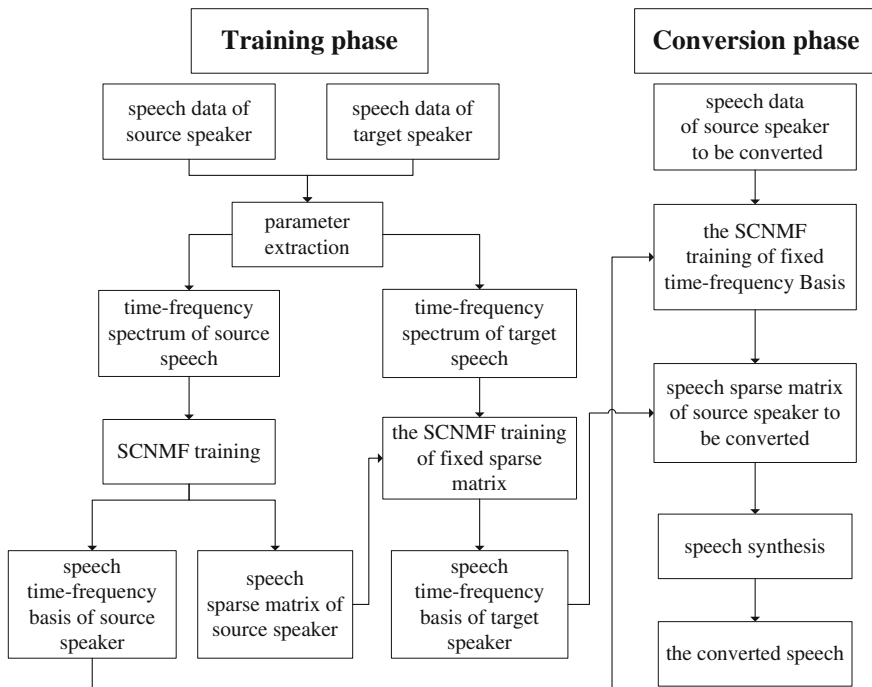 Training phase
Conversion phase
speech data of
source speaker
speech data of
target speaker
speech data
of source speaker
to be converted
parameter
extraction
the SCNMF
training of fixed
time-frequency Basis
time-frequency
spectrum of source
speech
time-frequency
spectrum of target
speech
speech sparse matrix
of source speaker to
be converted
SCNMF training
the SCNMF training
of fixed sparse
matrix
speech synthesis
speech
time-frequency
basis of source
speaker
speech
sparse matrix of
source speaker
speech
time-frequency
basis of target
speaker
the converted speech